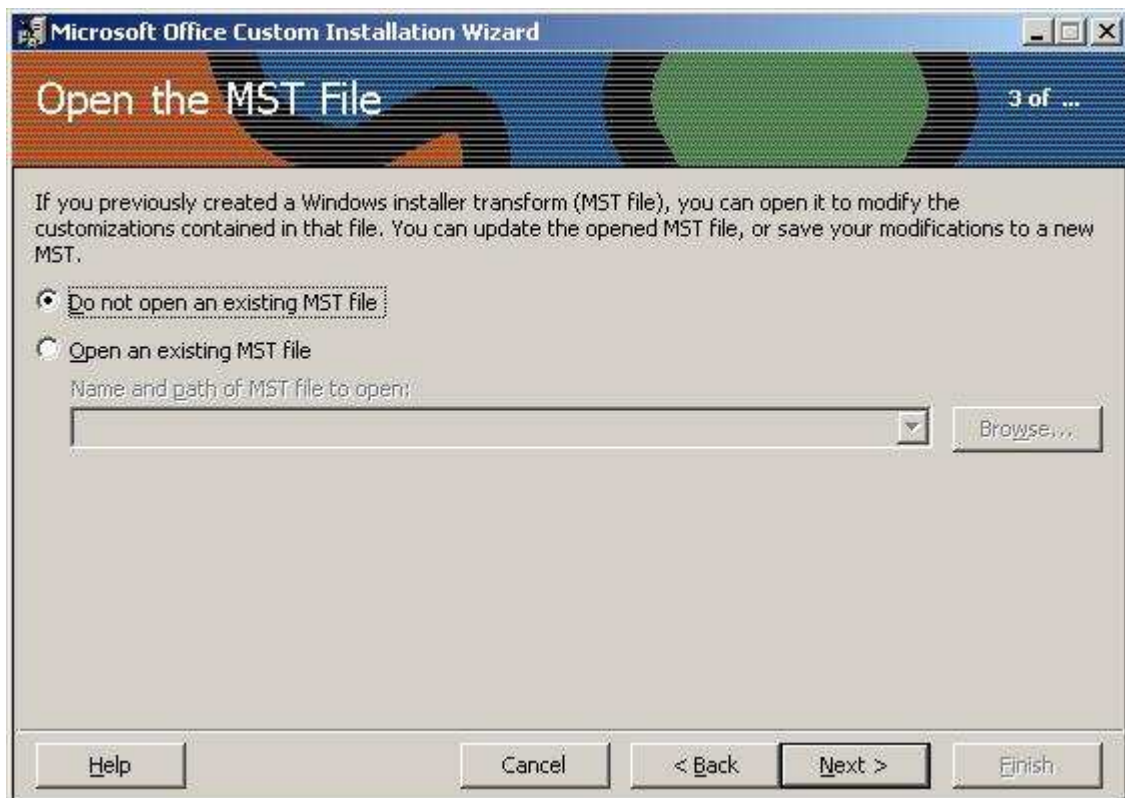 Microsoft Office Custom Installation Wizard
Open the MST File
3 of ...
If you previously created a Windows installer transform (MST file), you can open it to modify the
customizations contained in that file. You can update the opened MST file, or save your modifications to a new
MST.
Do not open an existing MST file
Open an existing MST file
Name and path of MST file to open:
Browse...
Help
Cancel
< Back
Next >
Finish